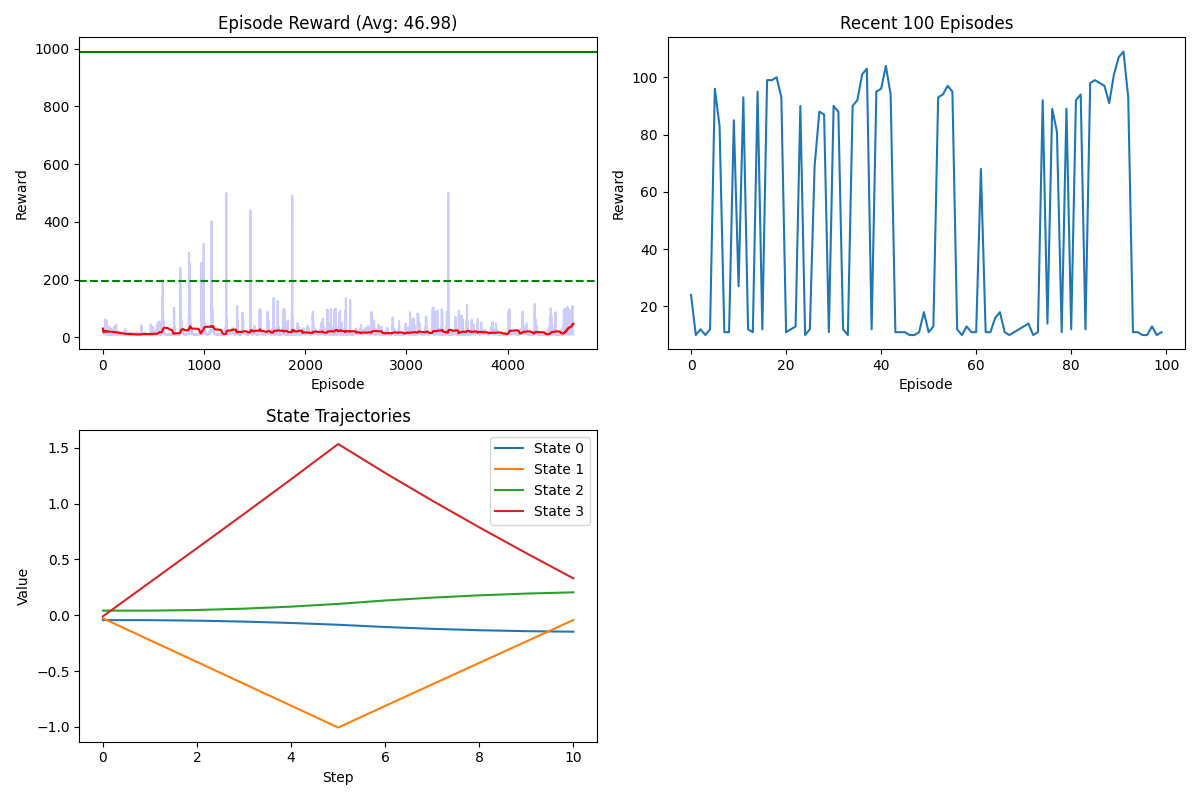 Episode Reward (Avg: 46.98)
Reward
1000
800
600
400
200
0
0
1000
2000
3000
4000
Episode
Recent 100 Episodes
Reward
100
80
60
40
20
0
20
40
60
80
100
Episode
State Trajectories
Value
1.5
1.0
0.5
0.0
−0.5
−1.0
State 0
State 1
State 2
State 3
0
2
4
6
8
10
Step